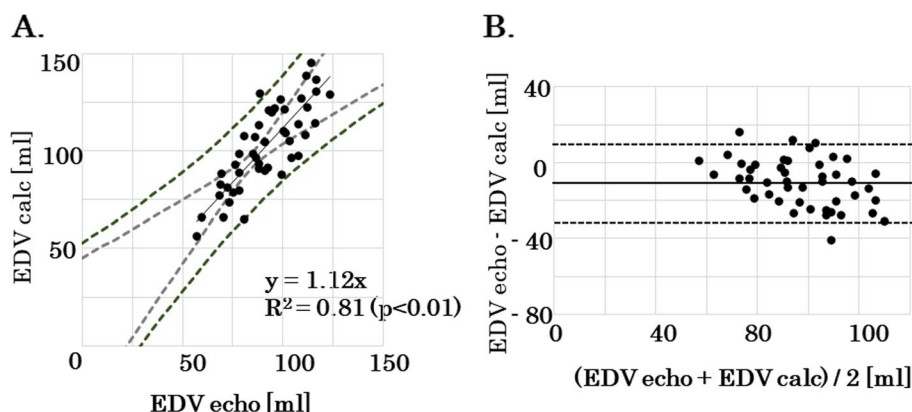 A.
150
100
50
0
50
100
150
EDV calc [ml]
EDV echo [ml]
y = 1.12x
R² = 0.81 (p<0.01)
B.
40
0
- 40
- 80
0
40
80
120
EDV echo - EDV calc [ml]
(EDV echo + EDV calc) / 2 [ml]